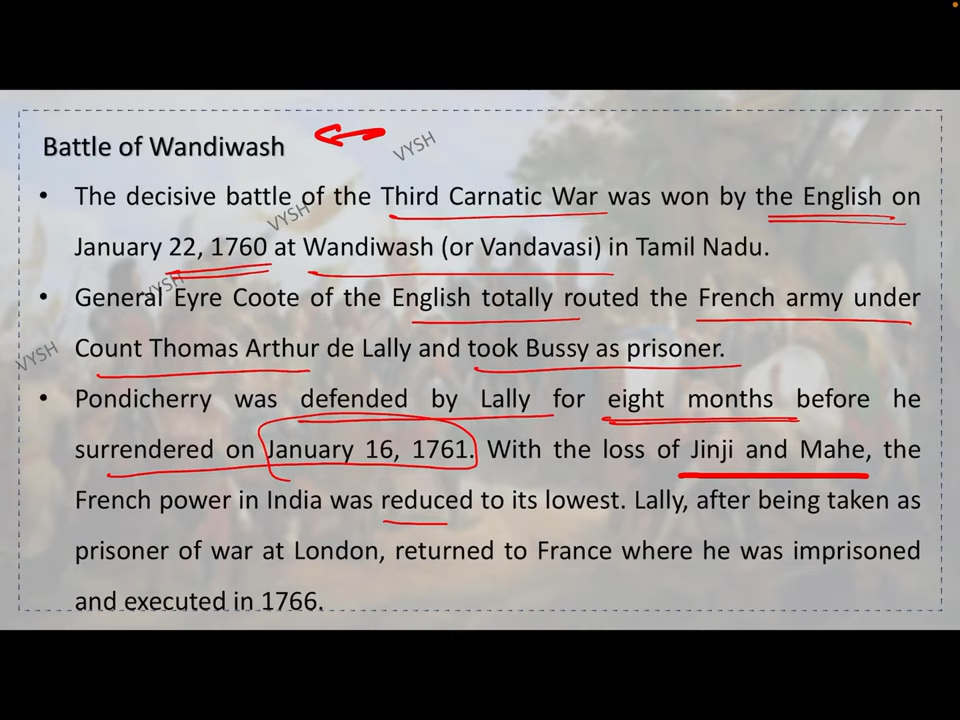 Battle of Wandiwash
VYSH
• The decisive battle of the Third Carnatic War was won by the English on
VYSH
January 22, 1760 at Wandiwash (or Vandavasi) in Tamil Nadu.
VYSH
• General Eyre Coote of the English totally routed the French army under
VYSH
Count Thomas Arthur de Lally and took Bussy as prisoner.
• Pondicherry was defended by Lally for eight months before he
surrendered on January 16, 1761. With the loss of Jinji and Mahe, the
French power in India was reduced to its lowest. Lally, after being taken as
prisoner of war at London, returned to France where he was imprisoned
and executed in 1766.